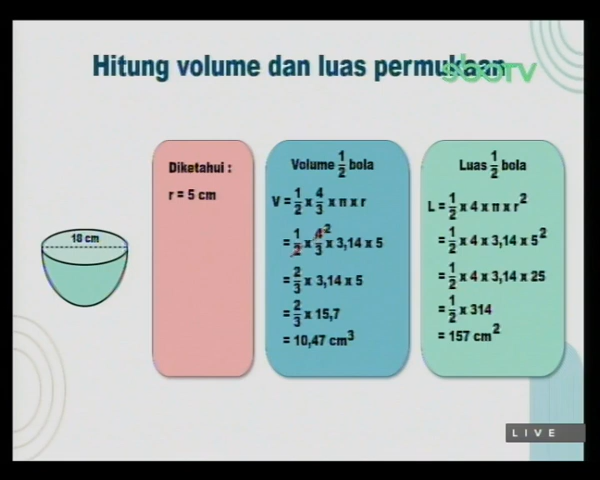 Hitung volume dan luas permukaan
sbotv
Diketahui :
r = 5 cm
10 cm
Volume 1/2 bola
V = 1/2 x 4/3 x π x r
= 1/2 x 4/3 2 x 3,14 x 5
= 2/3 x 3,14 x 5
= 2/3 x 15,7
= 10,47 cm³
Luas 1/2 bola
L = 1/2 x 4 x π x r²
= 1/2 x 4 x 3,14 x 5²
= 1/2 x 4 x 3,14 x 25
= 1/2 x 314
= 157 cm²
LIVE